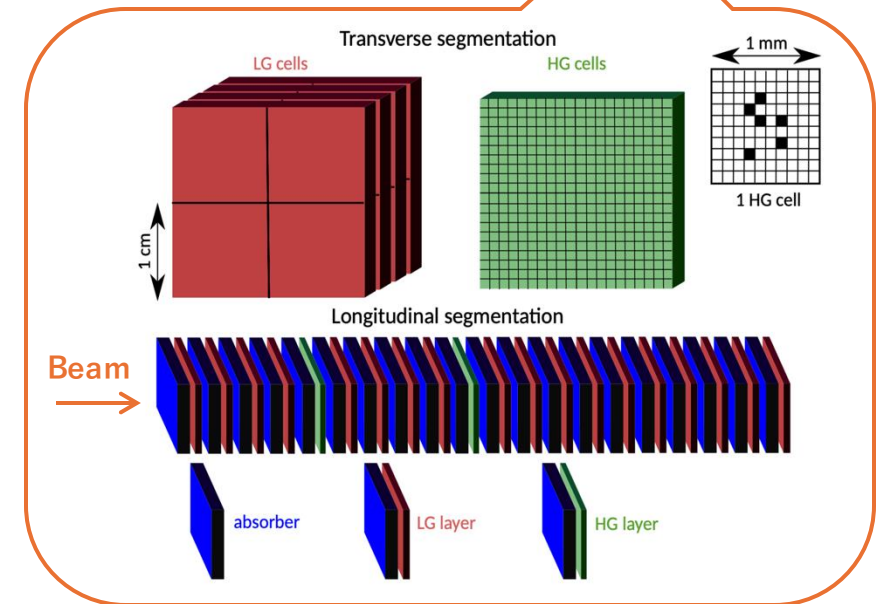 Transverse segmentation
LG cells
HG cells
1 mm
1 HG cell
1 cm
Longitudinal segmentation
Beam
absorber
LG layer
HG layer